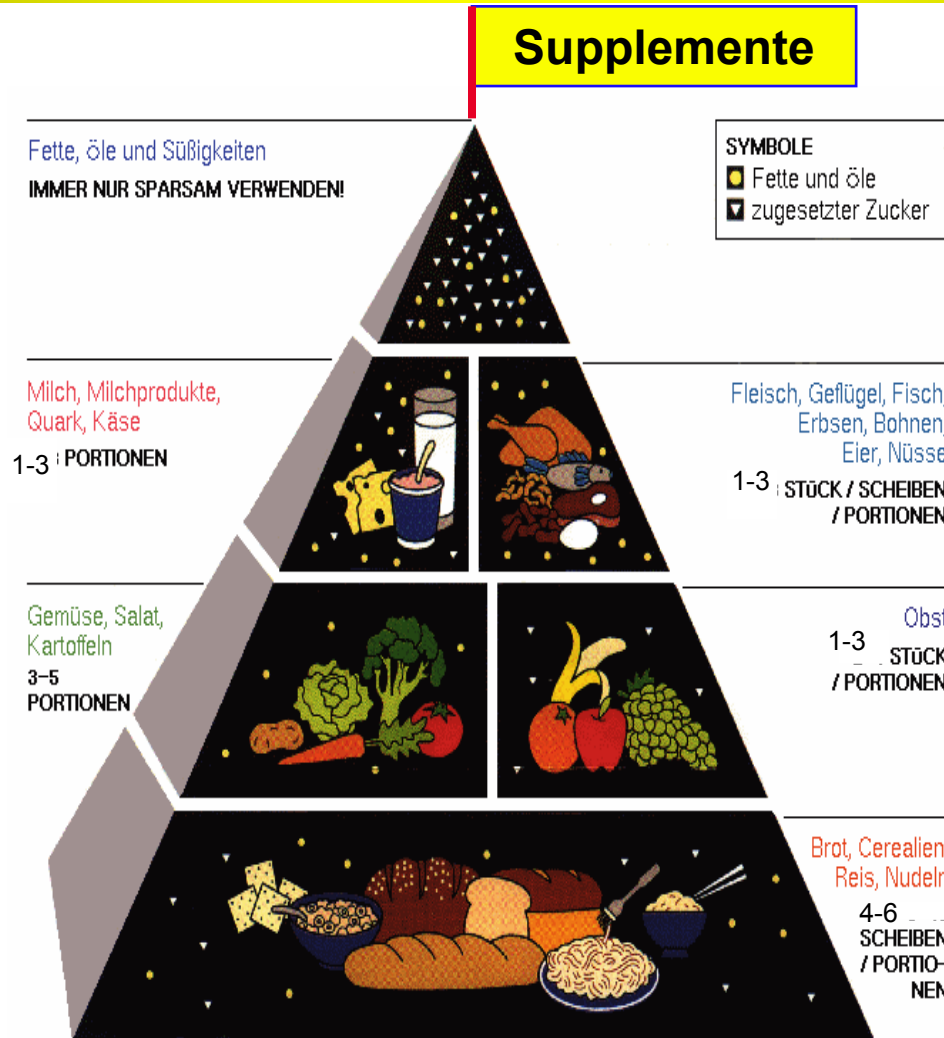 Supplemente
Fette, öle und Süßigkeiten
IMMER NUR SPARSAM VERWENDEN!
SYMBOLE
Fette und öle
zugesetzter Zucker
Milch, Milchprodukte,
Quark, Käse
1-3 PORTIONEN
Fleisch, Geflügel, Fisch,
Erbsen, Bohnen,
Eier, Nüsse
1-3 STÜCK / SCHEIBEN
/ PORTIONEN
Gemüse, Salat,
Kartoffeln
3–5
PORTIONEN
Obst
1-3 STÜCK
/ PORTIONEN
Brot, Cerealien
Reis, Nudeln
4-6
SCHEIBEN
/ PORTIO-
NEN